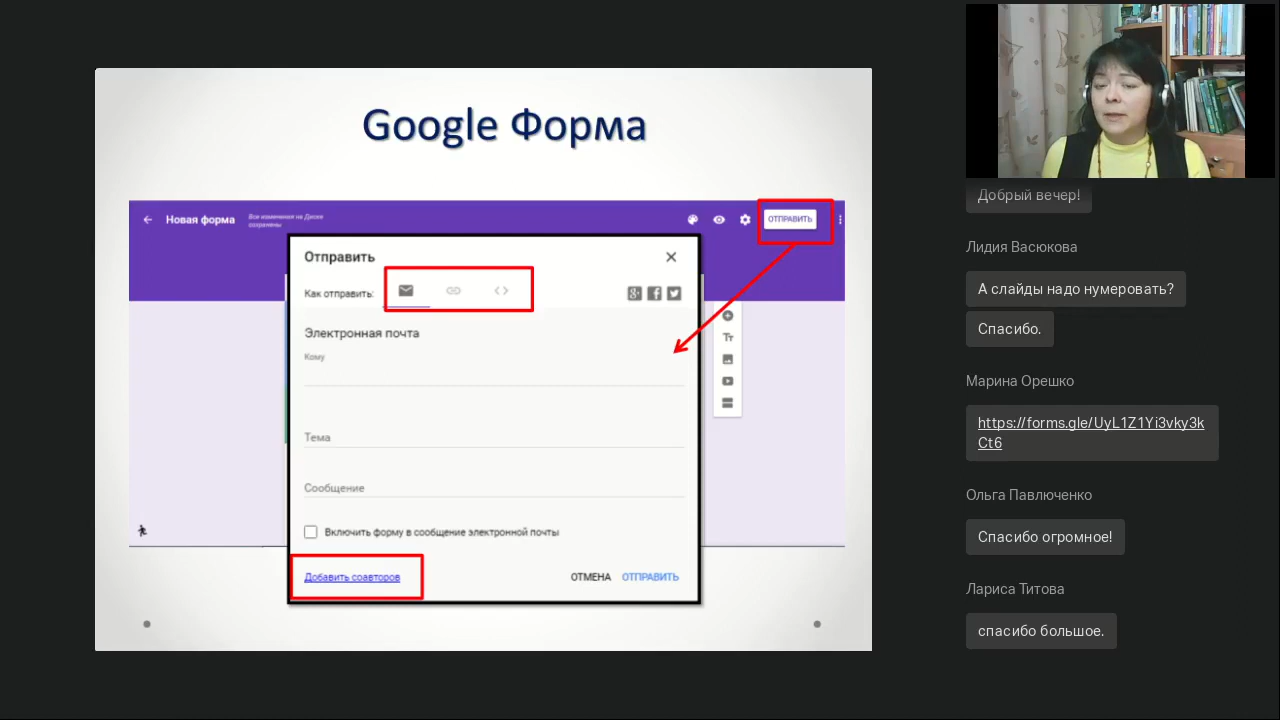 Google Форма
Новая форма
Все изменения на Диске
сохранены
ОТПРАВИТЬ
Отправить
Как отправить:
Электронная почта
Кому
Тема
Сообщение
Включить форму в сообщение электронной почты
Добавить соавторов
ОТМЕНА ОТПРАВИТЬ
Добрый вечер!
Лидия Васюкова
А слайды надо нумеровать?
Спасибо.
Марина Орешко
https://forms.gle/UyL1Z1Yi3vky3k
Ct6
Ольга Павлюченко
Спасибо огромное!
Лариса Титова
спасибо большое.